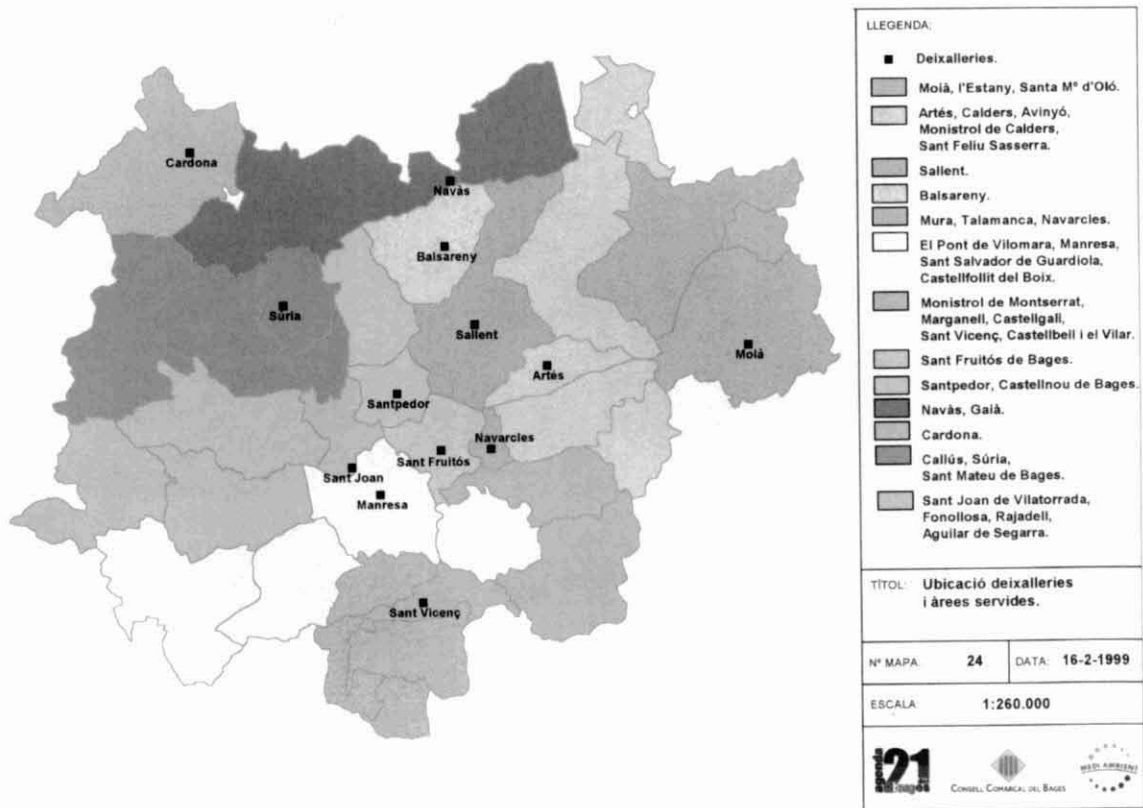 Cardona
Navàs
Balsareny
Súria
Sallent
Moià
Artés
Santpedor
Navarcles
Sant Fruitós
Sant Joan
Manresa
Sant Vicenç
LLEGENDA:
Deixalleries.
Moià, l'Estany, Santa Mº d'Oló.
Artés, Calders, Avinyó,
Monistrol de Calders,
Sant Feliu Sasserra.
Sallent.
Balsareny.
Mura, Talamanca, Navarcles.
El Pont de Vilomara, Manresa,
Sant Salvador de Guardiola,
Castellfollit del Boix.
Monistrol de Montserrat,
Marganell, Castellgalí,
Sant Vicenç, Castellbell i el Vilar.
Sant Fruitós de Bages.
Santpedor, Castellnou de Bages.
Navàs, Gaià.
Cardona.
Callús, Súria,
Sant Mateu de Bages.
Sant Joan de Vilatorrada,
Fonollosa, Rajadell,
Aguilar de Segarra.
TÍTOL: Ubicació deixalleries
i àrees servides.
Nº MAPA: 24 DATA: 16-2-1999
ESCALA: 1:260.000
agenda 21
CONSELL COMARCAL DEL BAGES
MEDI AMBIENT